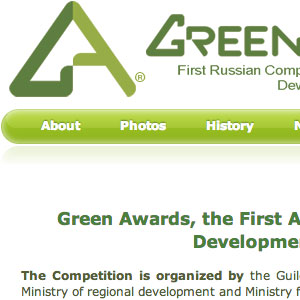 GREEN
®
First Russian Comp
Dev
About Photos History
Green Awards, the First A
Developme
The Competition is organized by the Guil
Ministry of regional development and Ministry f